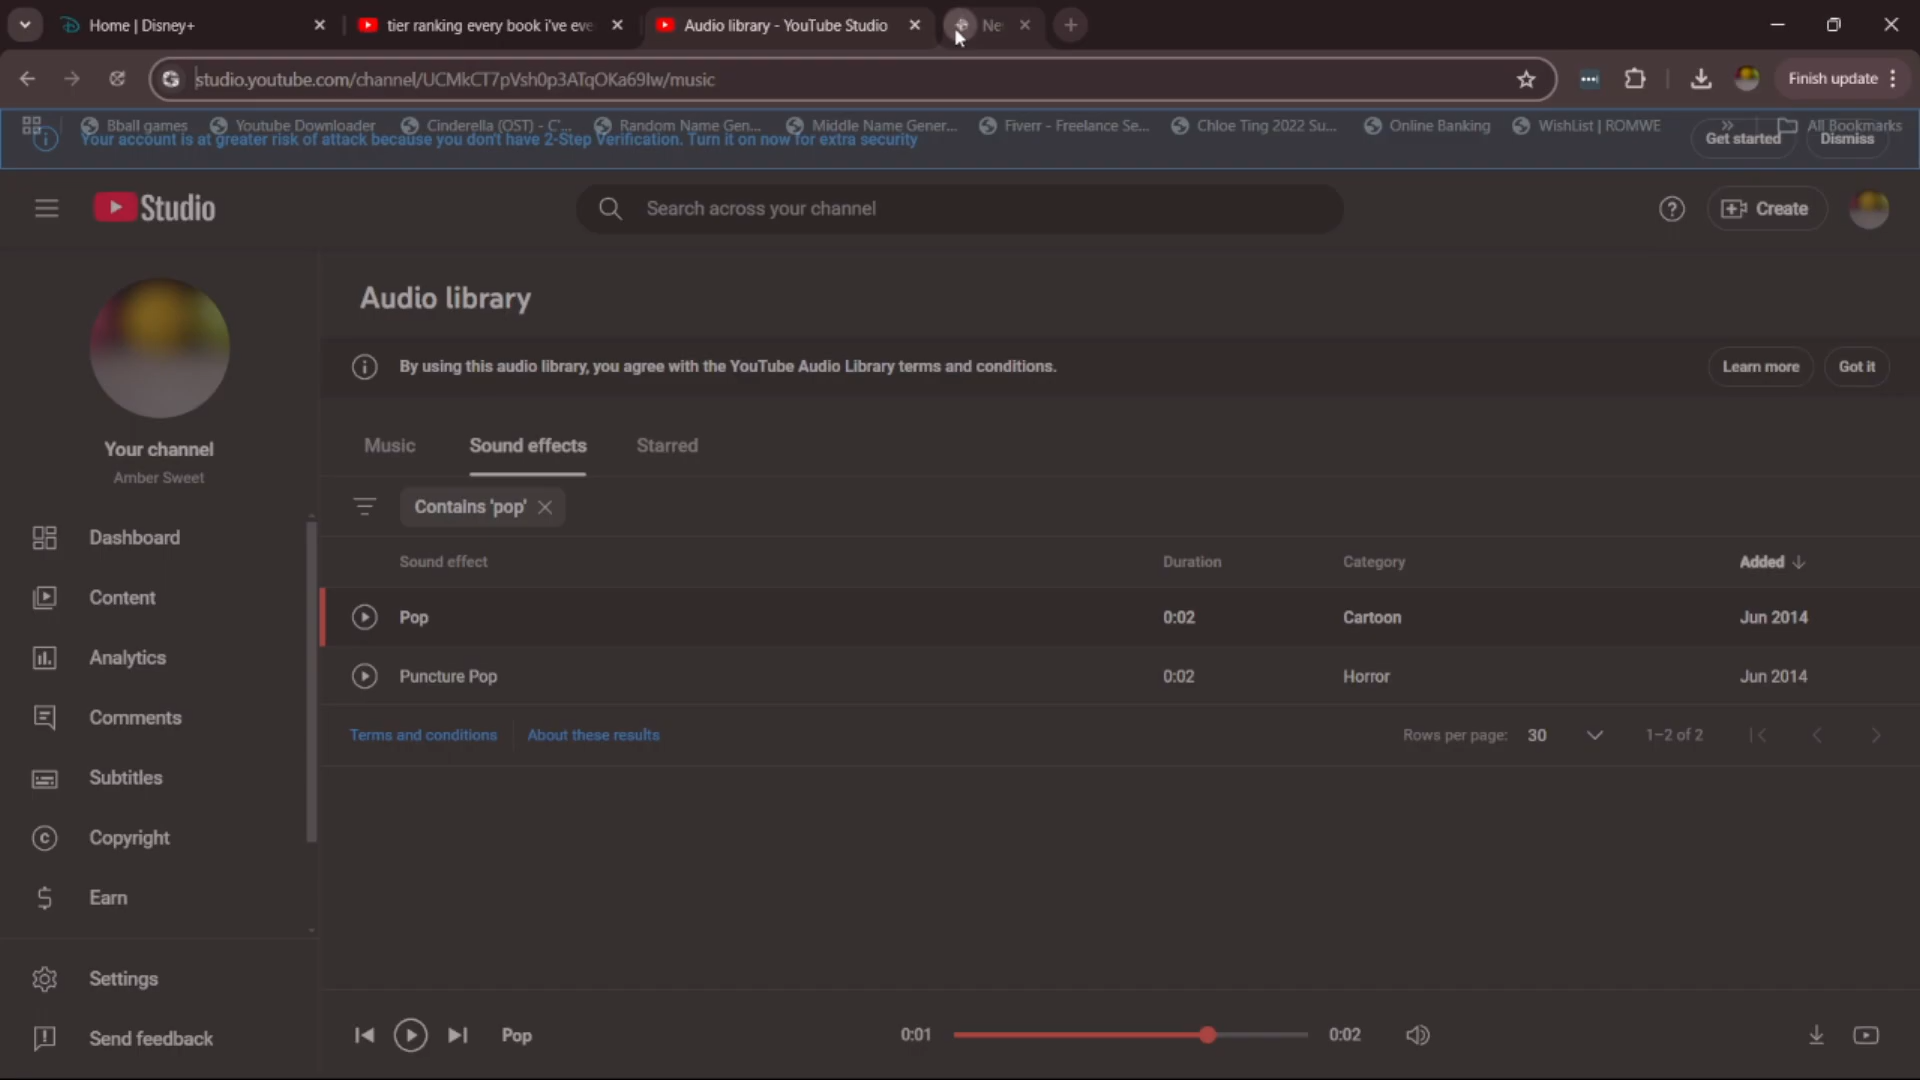 Home | Disney+
tier ranking every book i've eve
Audio library - YouTube Studio
Ne
studio.youtube.com/channel/UCMkCT7pVsh0p3ATqOKa69Iw/music
Finish update
Bball games
Youtube Downloader
Cinderella (OST) - C'...
Random Name Gen...
Middle Name Gener...
Fiverr - Freelance Se...
Chloe Ting 2022 Su...
Online Banking
WishList | ROMWE
All Bookmarks
Your account is at greater risk of attack because you don't have 2-Step Verification. Turn it on now for extra security
Get started
Dismiss
Studio
Search across your channel
Create
Audio library
By using this audio library, you agree with the YouTube Audio Library terms and conditions.
Learn more
Got it
Your channel
Amber Sweet
Music
Sound effects
Starred
Contains 'pop'
Sound effect
Duration
Category
Added
Pop
0:02
Cartoon
Jun 2014
Puncture Pop
0:02
Horror
Jun 2014
Terms and conditions
About these results
Rows per page:
30
1–2 of 2
Dashboard
Content
Analytics
Comments
Subtitles
Copyright
Earn
Settings
Send feedback
Pop
0:01
0:02